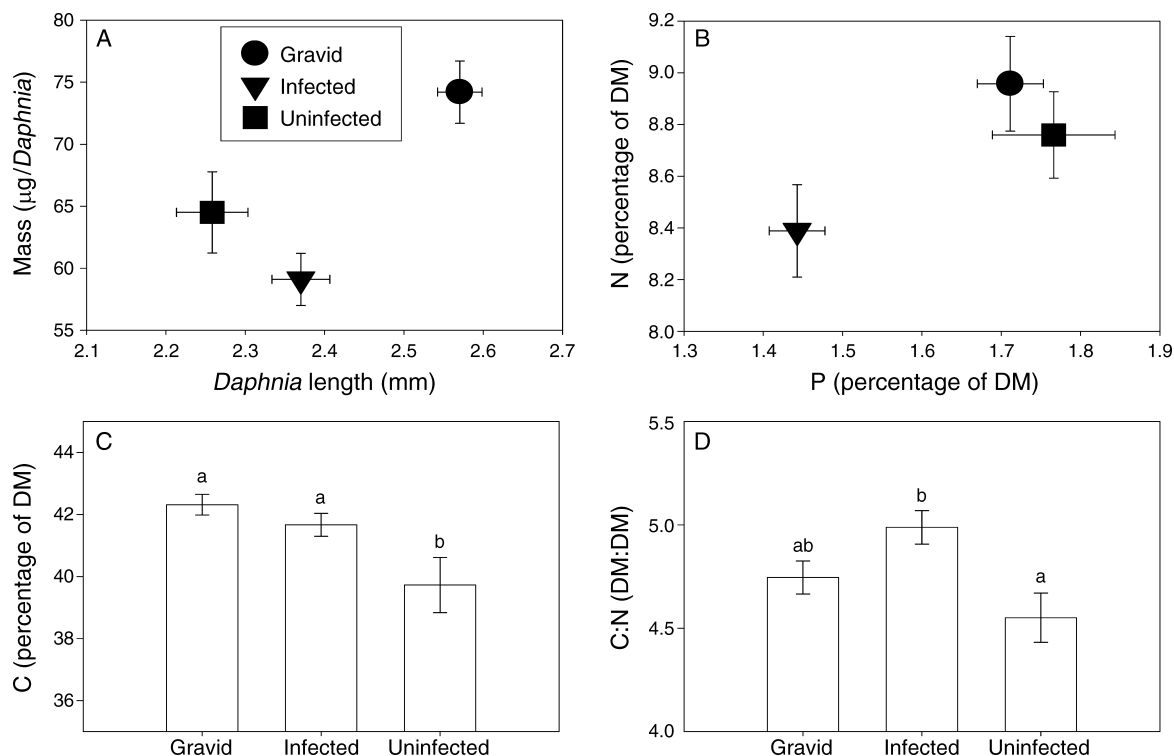 A
Gravid
Infected
Uninfected
80
75
70
65
60
55
Mass (µg/Daphnia)
2.1 2.2 2.3 2.4 2.5 2.6 2.7
Daphnia length (mm)
B
9.2
9.0
8.8
8.6
8.4
8.2
8.0
N (percentage of DM)
1.3 1.4 1.5 1.6 1.7 1.8 1.9
P (percentage of DM)
C
44
42
40
38
36
C (percentage of DM)
a
a
b
Gravid Infected Uninfected
D
5.5
5.0
4.5
4.0
C:N (DM:DM)
ab
b
a
Gravid Infected Uninfected